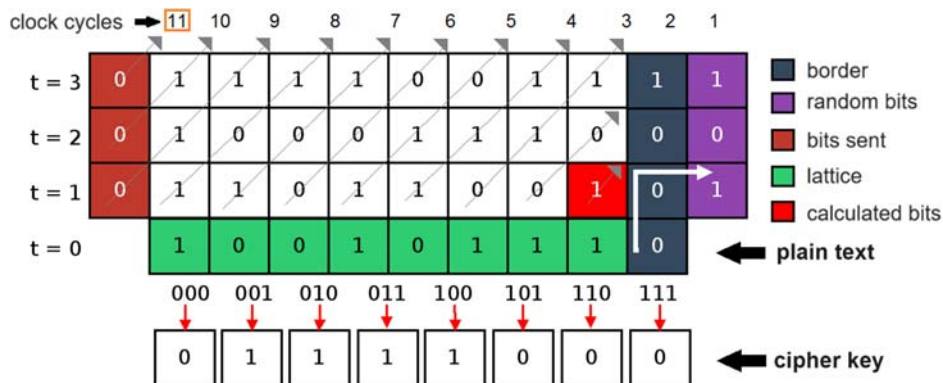 clock cycles 11 10 9 8 7 6 5 4 3 2 1
t = 3 0 1 1 1 1 0 0 1 1 1 1
border
random bits
t = 2 0 1 0 0 0 1 1 1 0 0 0
bits sent
t = 1 0 1 1 0 1 1 0 0 1 0 1
lattice
calculated bits
t = 0 1 0 0 1 0 1 1 1 0
plain text
000 001 010 011 100 101 110 111
0 1 1 1 1 0 0 0
cipher key